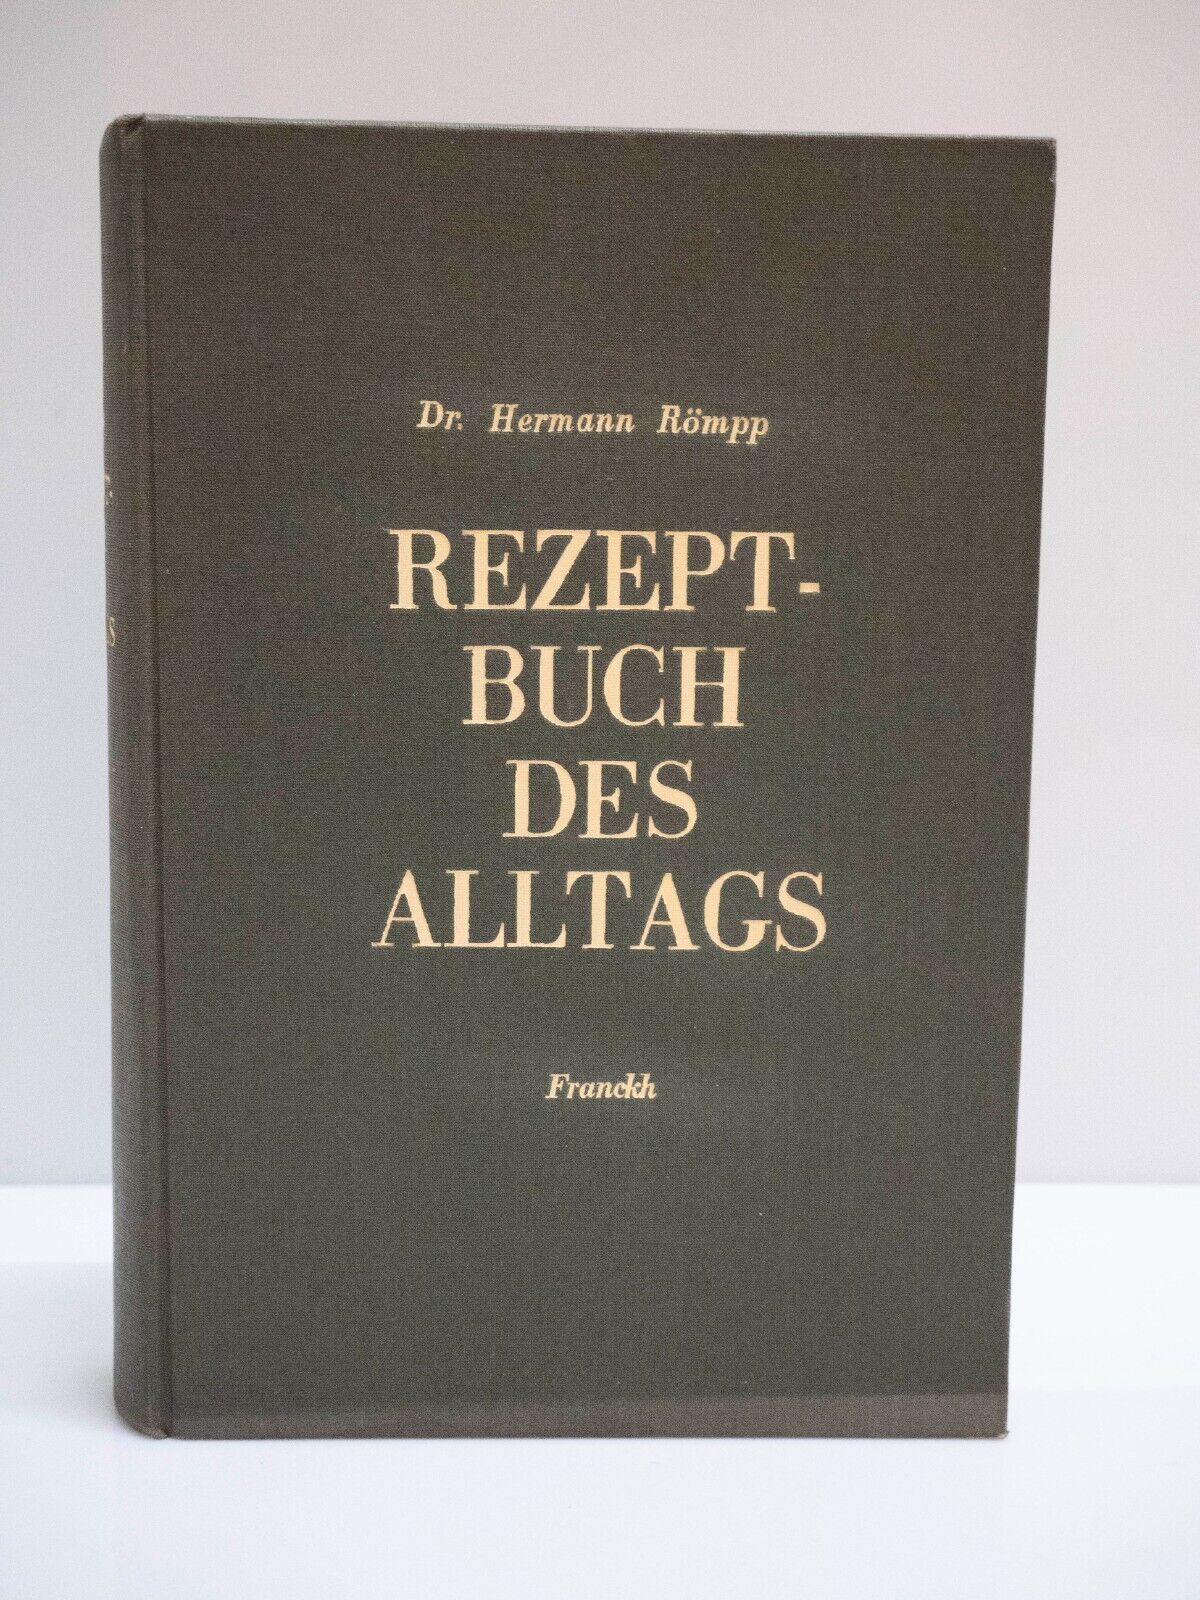 Dr. Hermann Römpp
REZEPT-
BUCH
DES
ALLTAGS
Franckh